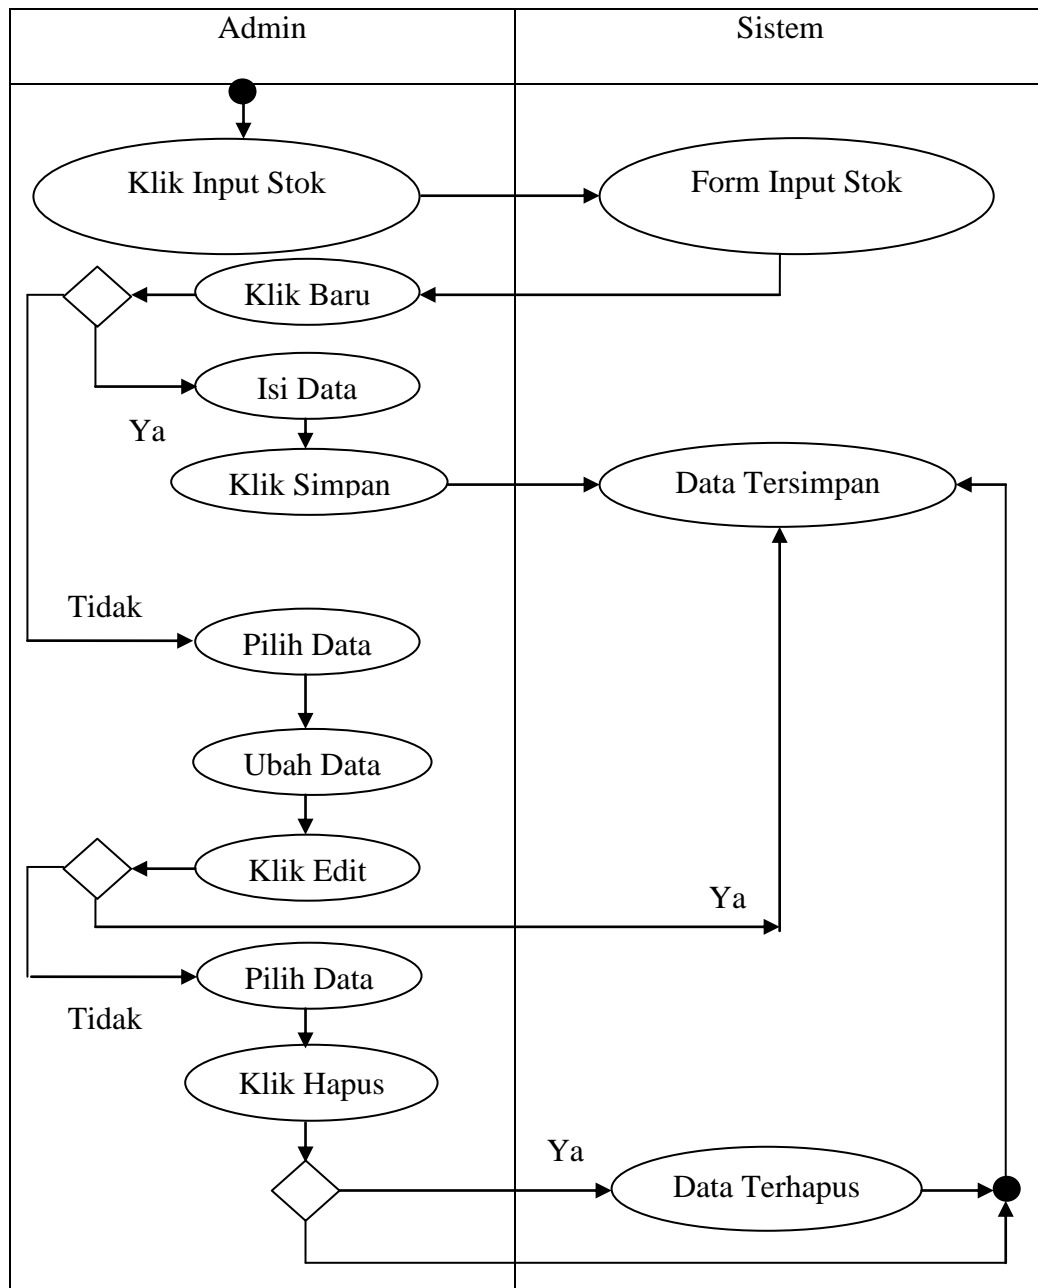 Admin
Sistem
Klik Input Stok
Form Input Stok
Klik Baru
Isi Data
Ya
Klik Simpan
Data Tersimpan
Tidak
Pilih Data
Ubah Data
Klik Edit
Ya
Pilih Data
Tidak
Klik Hapus
Ya
Data Terhapus